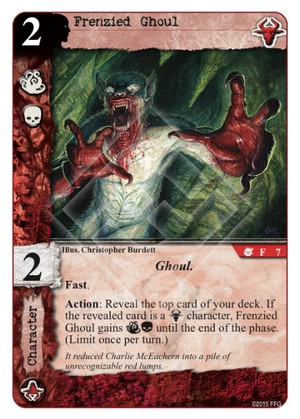 2
Frenzied Ghoul
Illus. Christopher Burdett
F 7
2
Character
Ghoul.
Fast.
Action: Reveal the top card of your deck. If
the revealed card is a character, Frenzied
Ghoul gains until the end of the phase.
(Limit once per turn.)
It reduced Charlie McEachern into a pile of
unrecognizable red lumps.
©2015 FFG